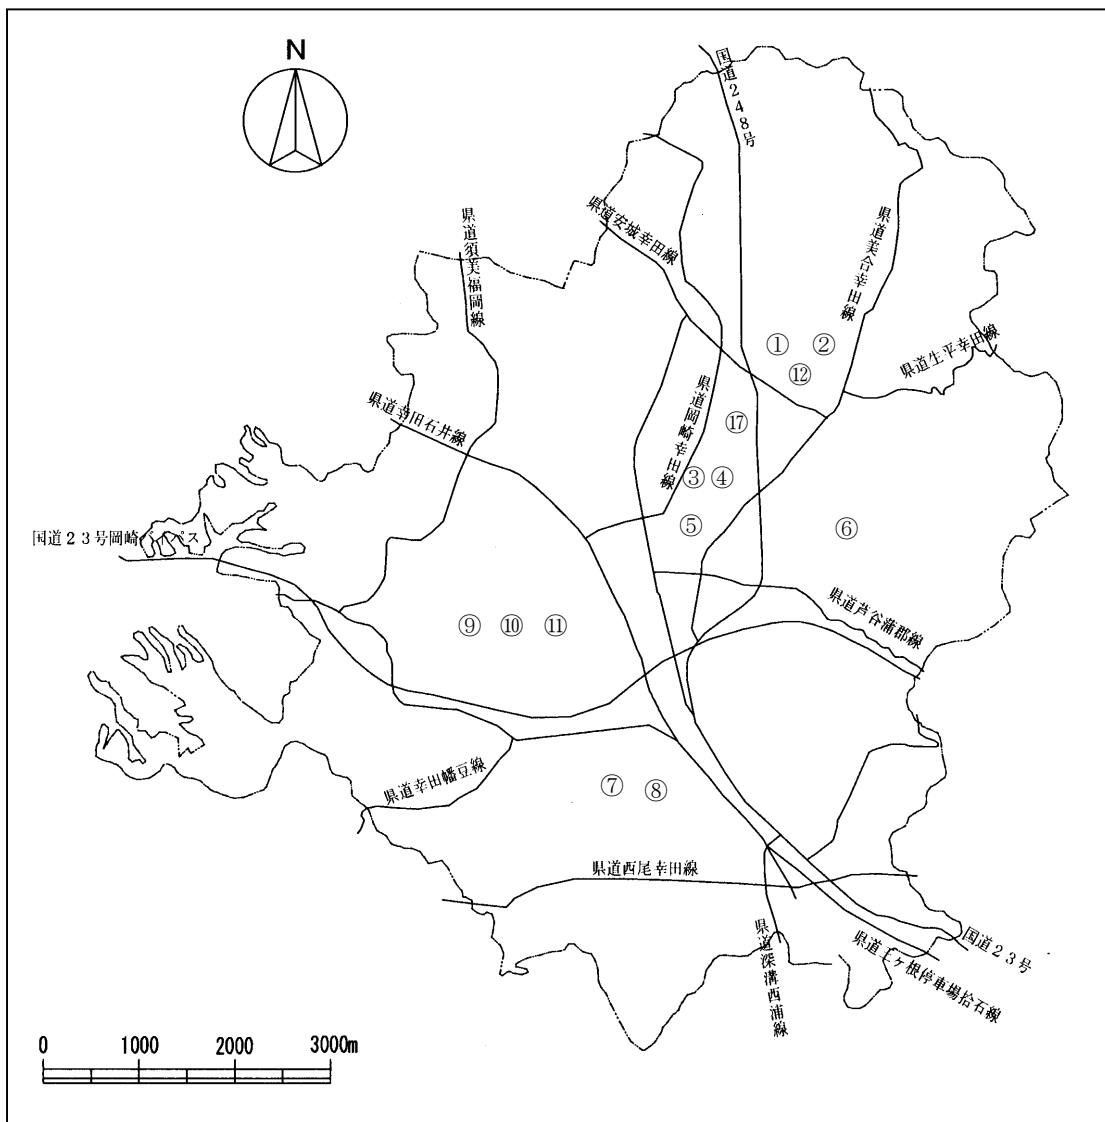 N
国道248号
県道安城幸田線
県道須美福岡線
県道美合幸田線
① ②
県道生平幸田線
⑫
県道岡崎幸田線
⑰
県道幸田石井線
③ ④
⑤ ⑥
国道23号岡崎バイパス
県道芦谷蒲郡線
⑨ ⑩ ⑪
県道幸田幡豆線
⑦ ⑧
県道西尾幸田線
県道深溝西浦線
国道23号
県道三ヶ根停車場拾石線
0 1000 2000 3000m